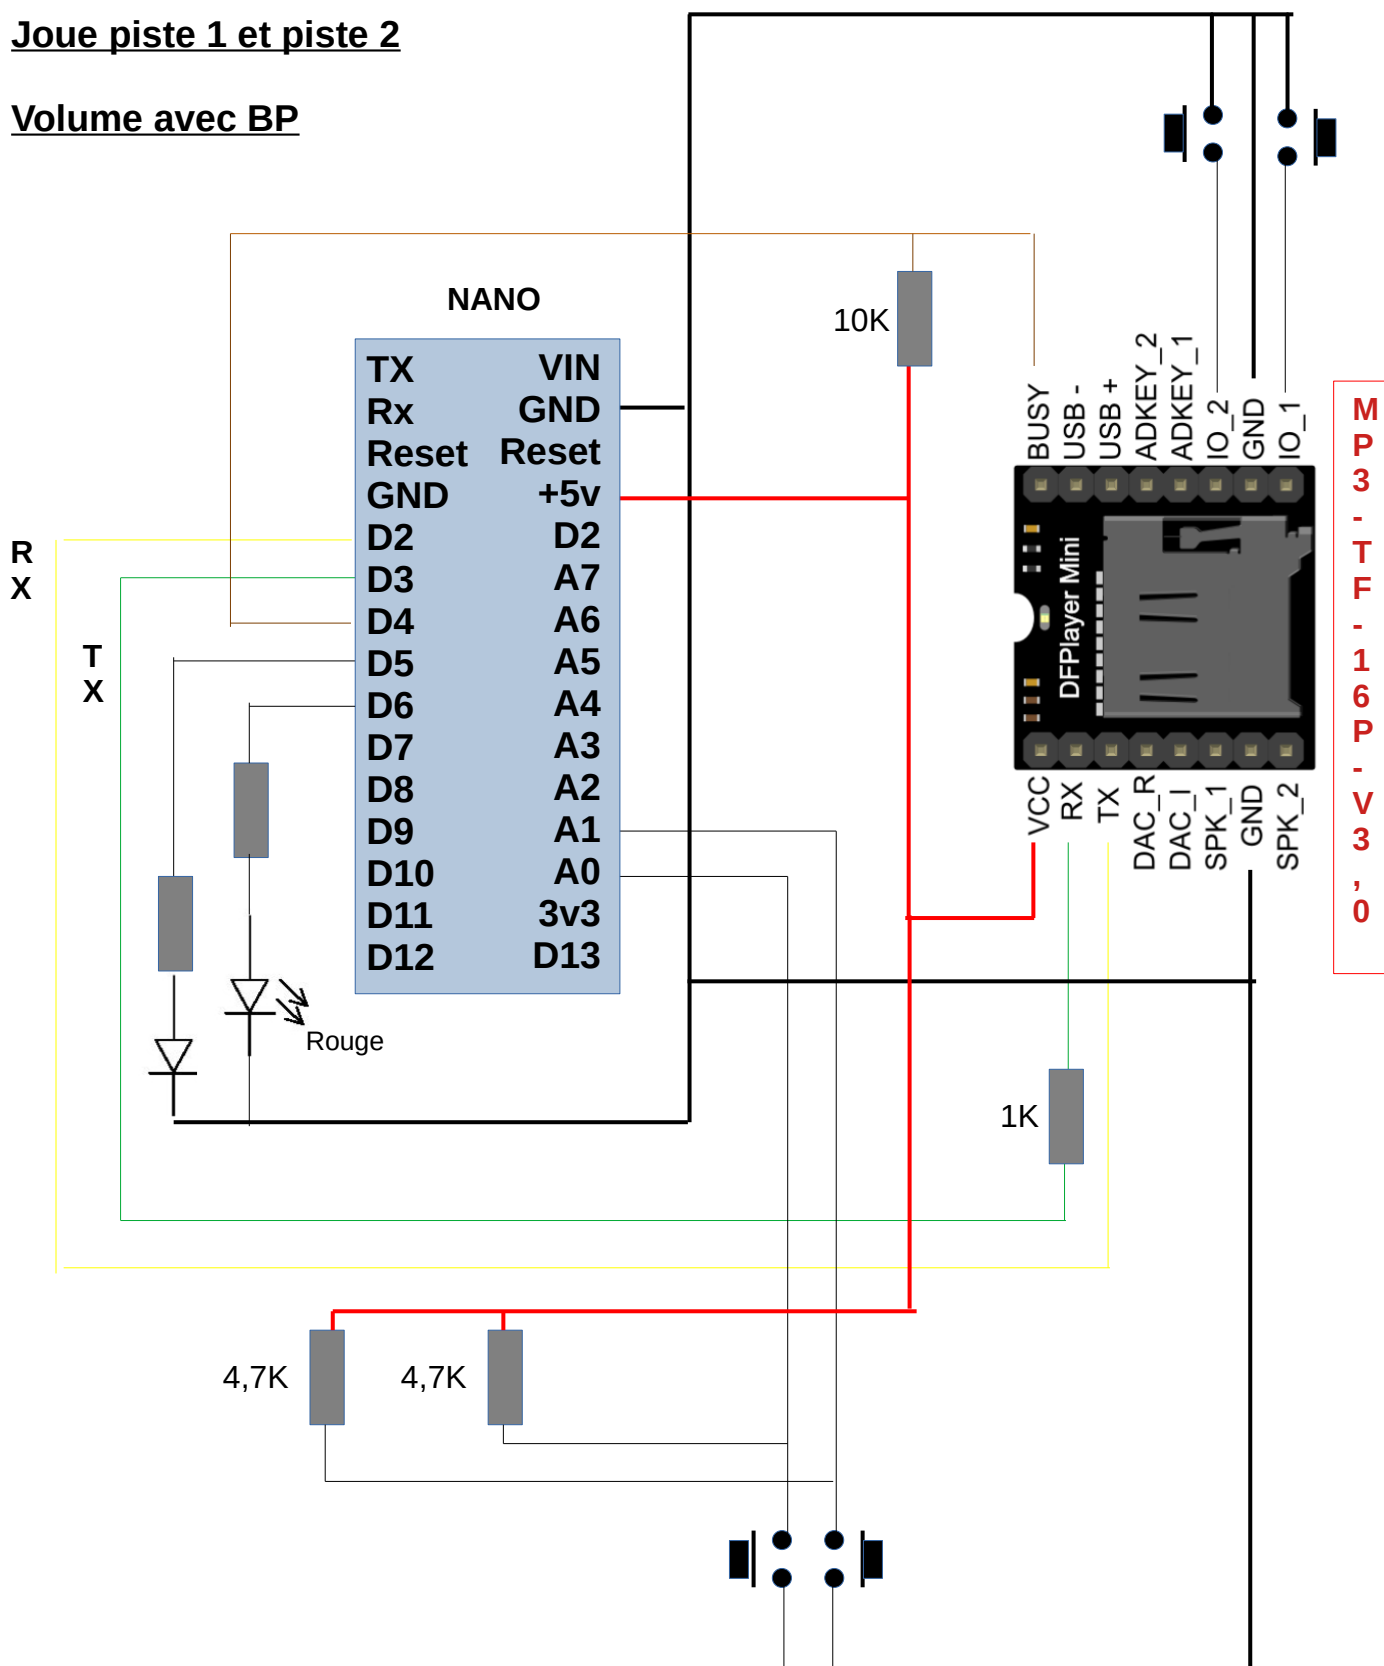 Joue piste 1 et piste 2
Volume avec BP
NANO
10K
TX VIN
Rx GND
Reset Reset
GND +5v
D2 D2
D3 A7
D4 A6
D5 A5
D6 A4
D7 A3
D8 A2
D9 A1
D10 A0
D11 3v3
D12 D13
RX
TX
Rouge
BUSY
USB -
USB +
ADKEY_2
ADKEY_1
IO_2
GND
IO_1
DFPlayer Mini
VCC
RX
TX
DAC_R
DAC_I
SPK_1
GND
SPK_2
MP3-TF-16P-V3,0
1K
4,7K
4,7K